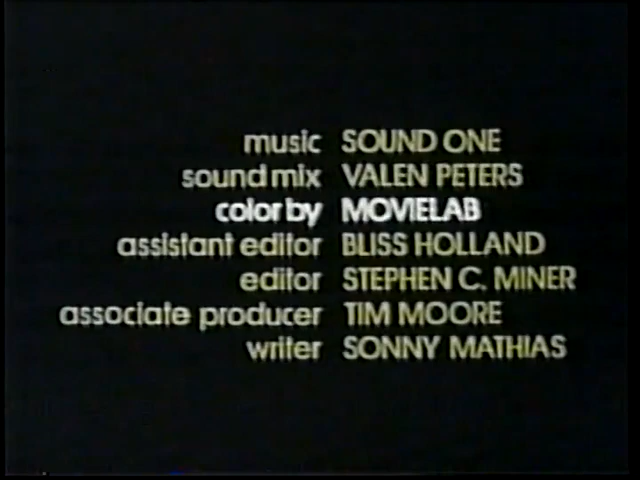 music SOUND ONE
sound mix VALEN PETERS
color by MOVIELAB
assistant editor BLISS HOLLAND
editor STEPHEN C. MINER
associate producer TIM MOORE
writer SONNY MATHIAS